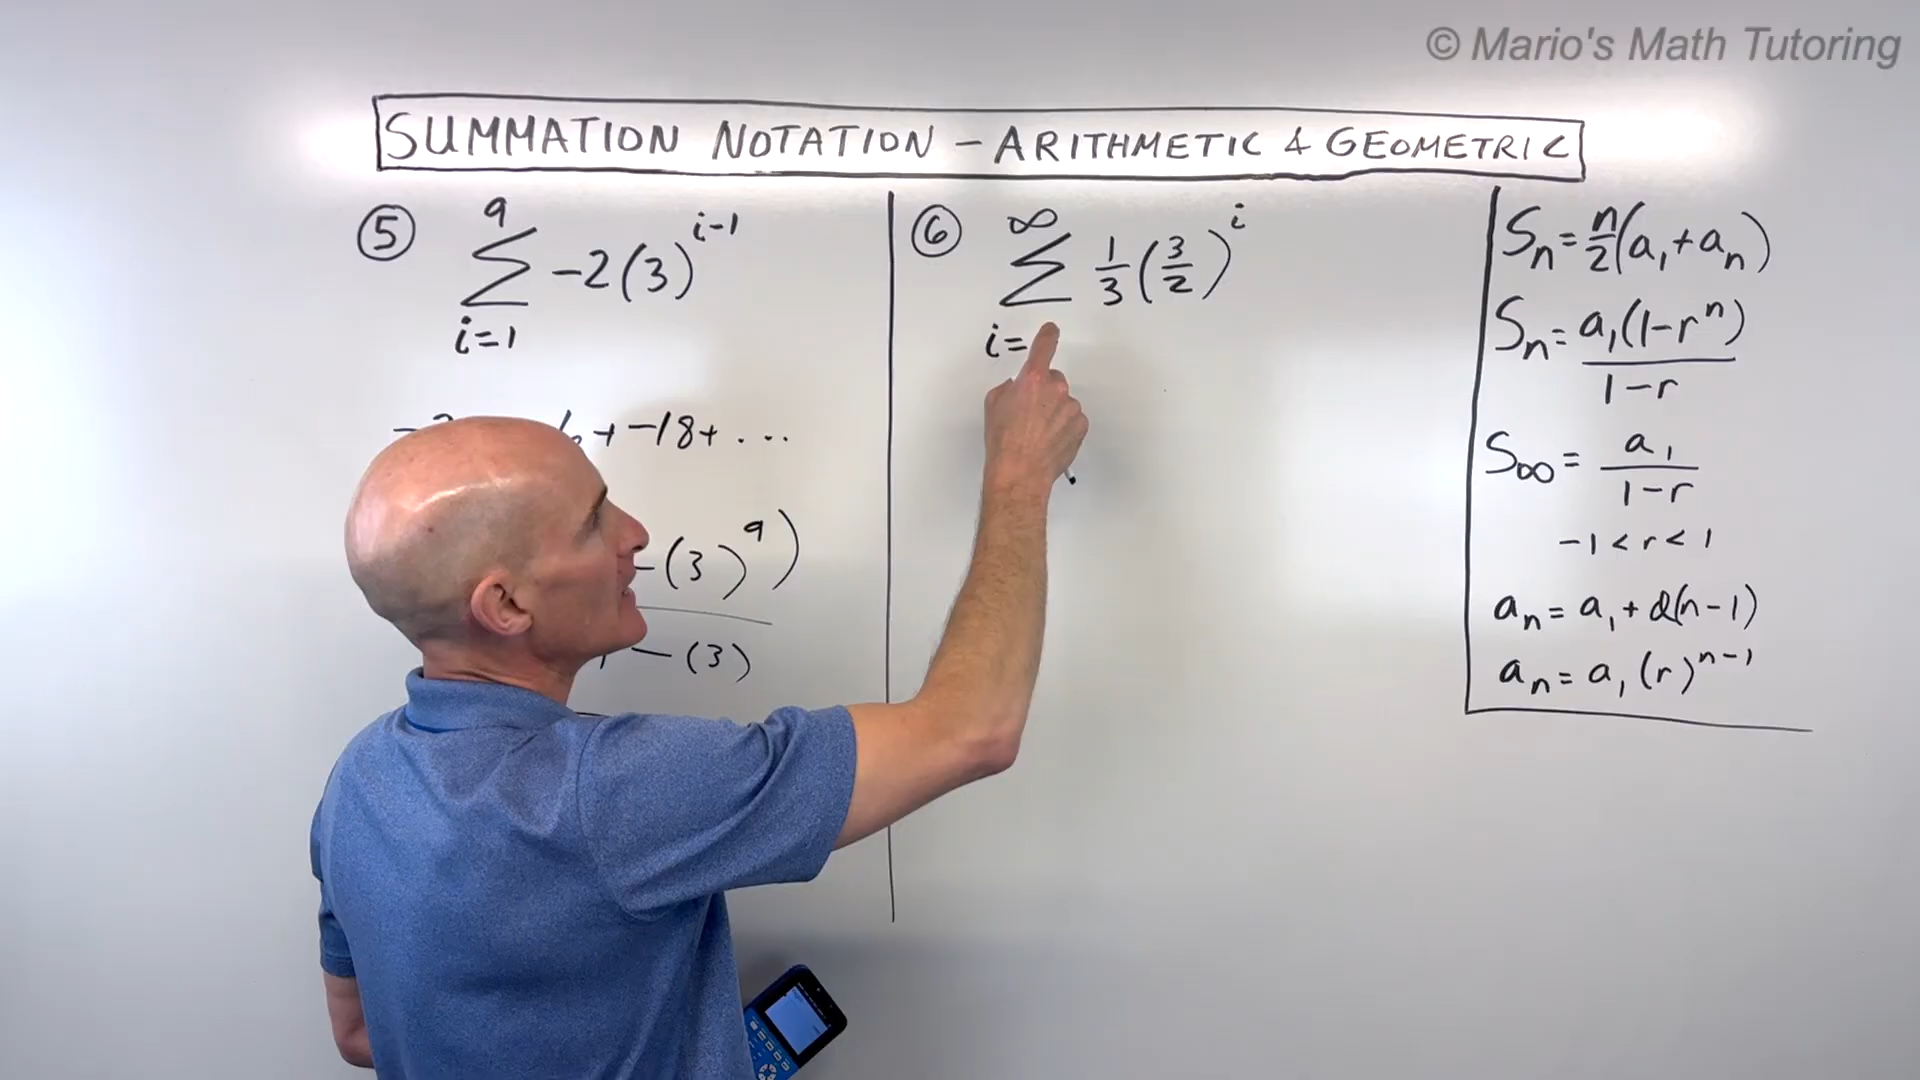 © Mario's Math Tutoring
SUMMATION NOTATION – ARITHMETIC & GEOMETRIC
⑤ 9 ∑ i=1 -2(3)^{i-1}
-18+ ...
-(3)^9)
-(3)
⑥ ∞ ∑ i= 1/3(3/2)^i
S_n = n/2(a_1+a_n)
S_n = a_1(1-r^n)/1-r
S_∞ = a_1/1-r
-1<r<1
a_n = a_1+d(n-1)
a_n = a_1(r)^{n-1}